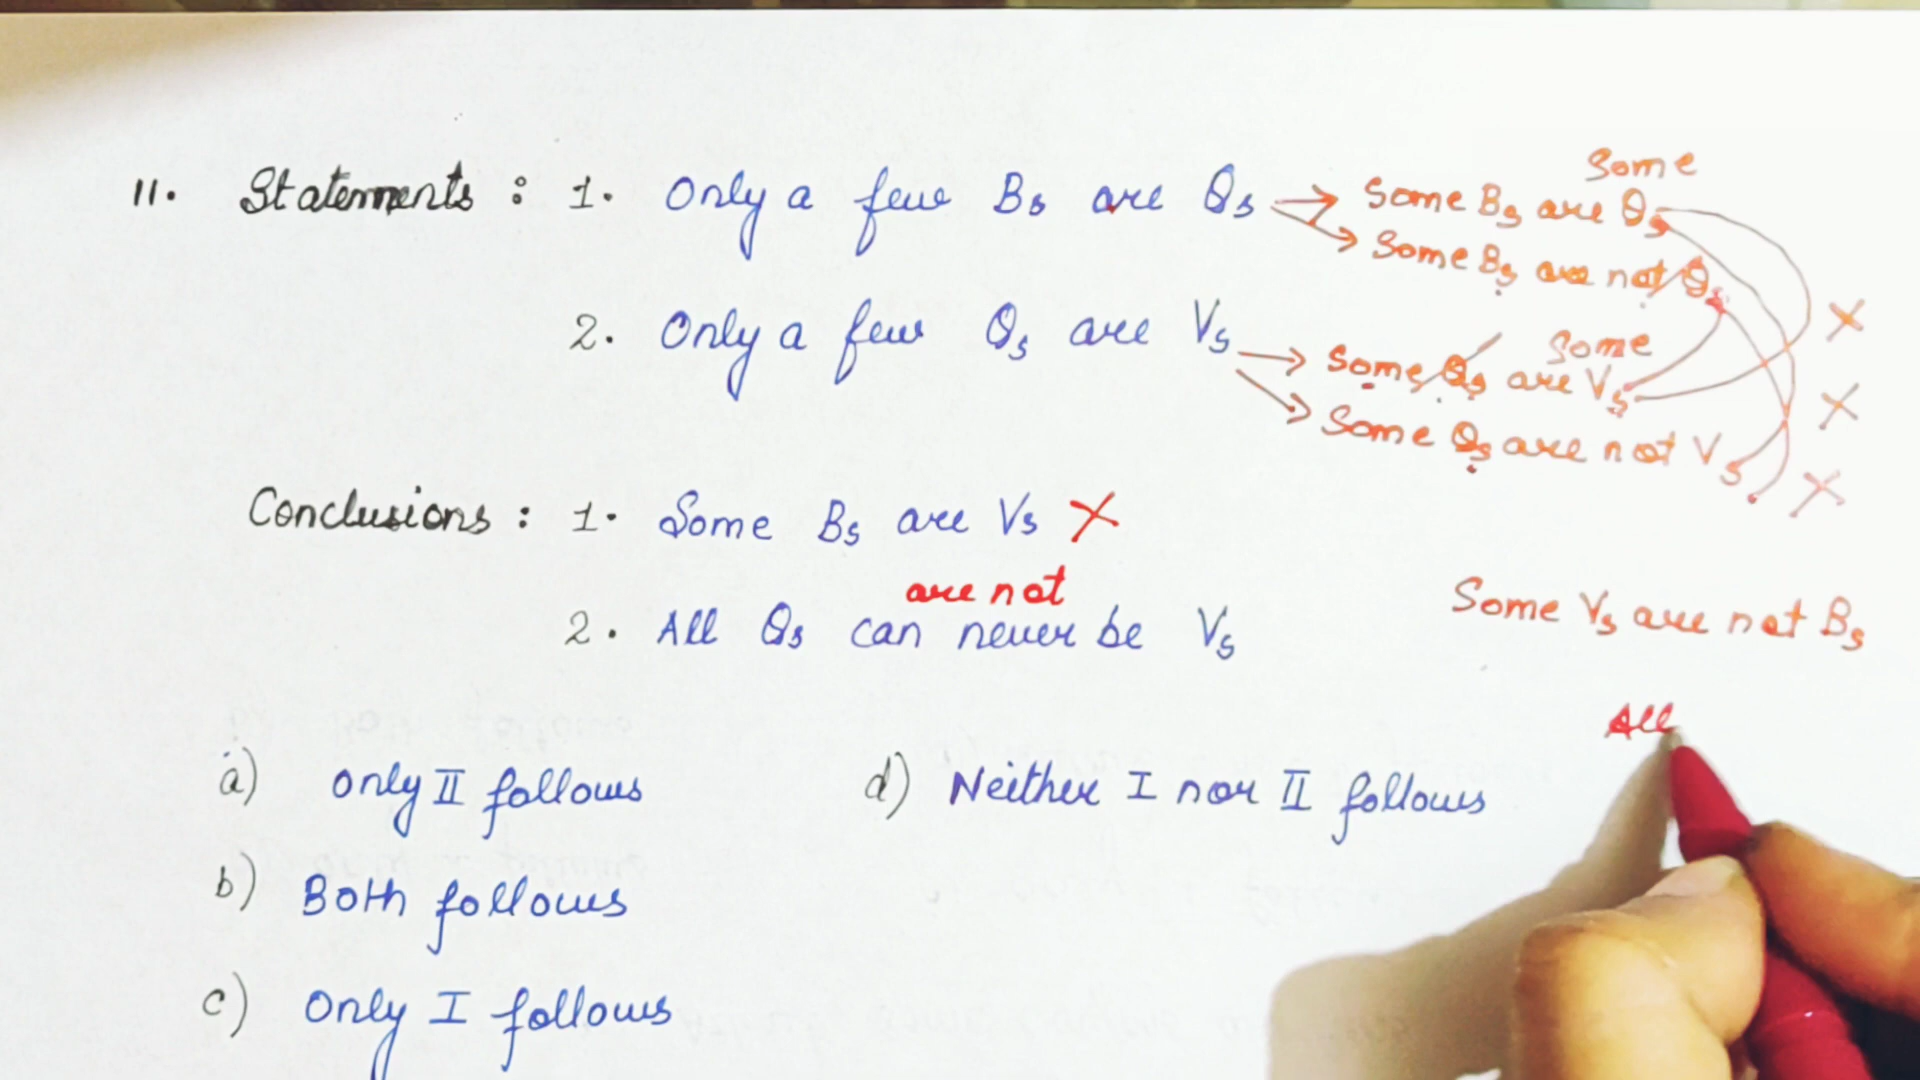 11. Statements : 1. Only a few Bs are Qs
2. Only a few Qs are Vs
Some
Some Bs are Qs
Some Bs are not Qs
Some
Some Qs are Vs
Some Qs are not Vs
Conclusions : 1. Some Bs are Vs X
are not
2. All Qs can never be Vs
X
X
X
Some Vs are not Bs
All
a) only II follows
b) Both follows
c) Only I follows
d) Neither I nor II follows